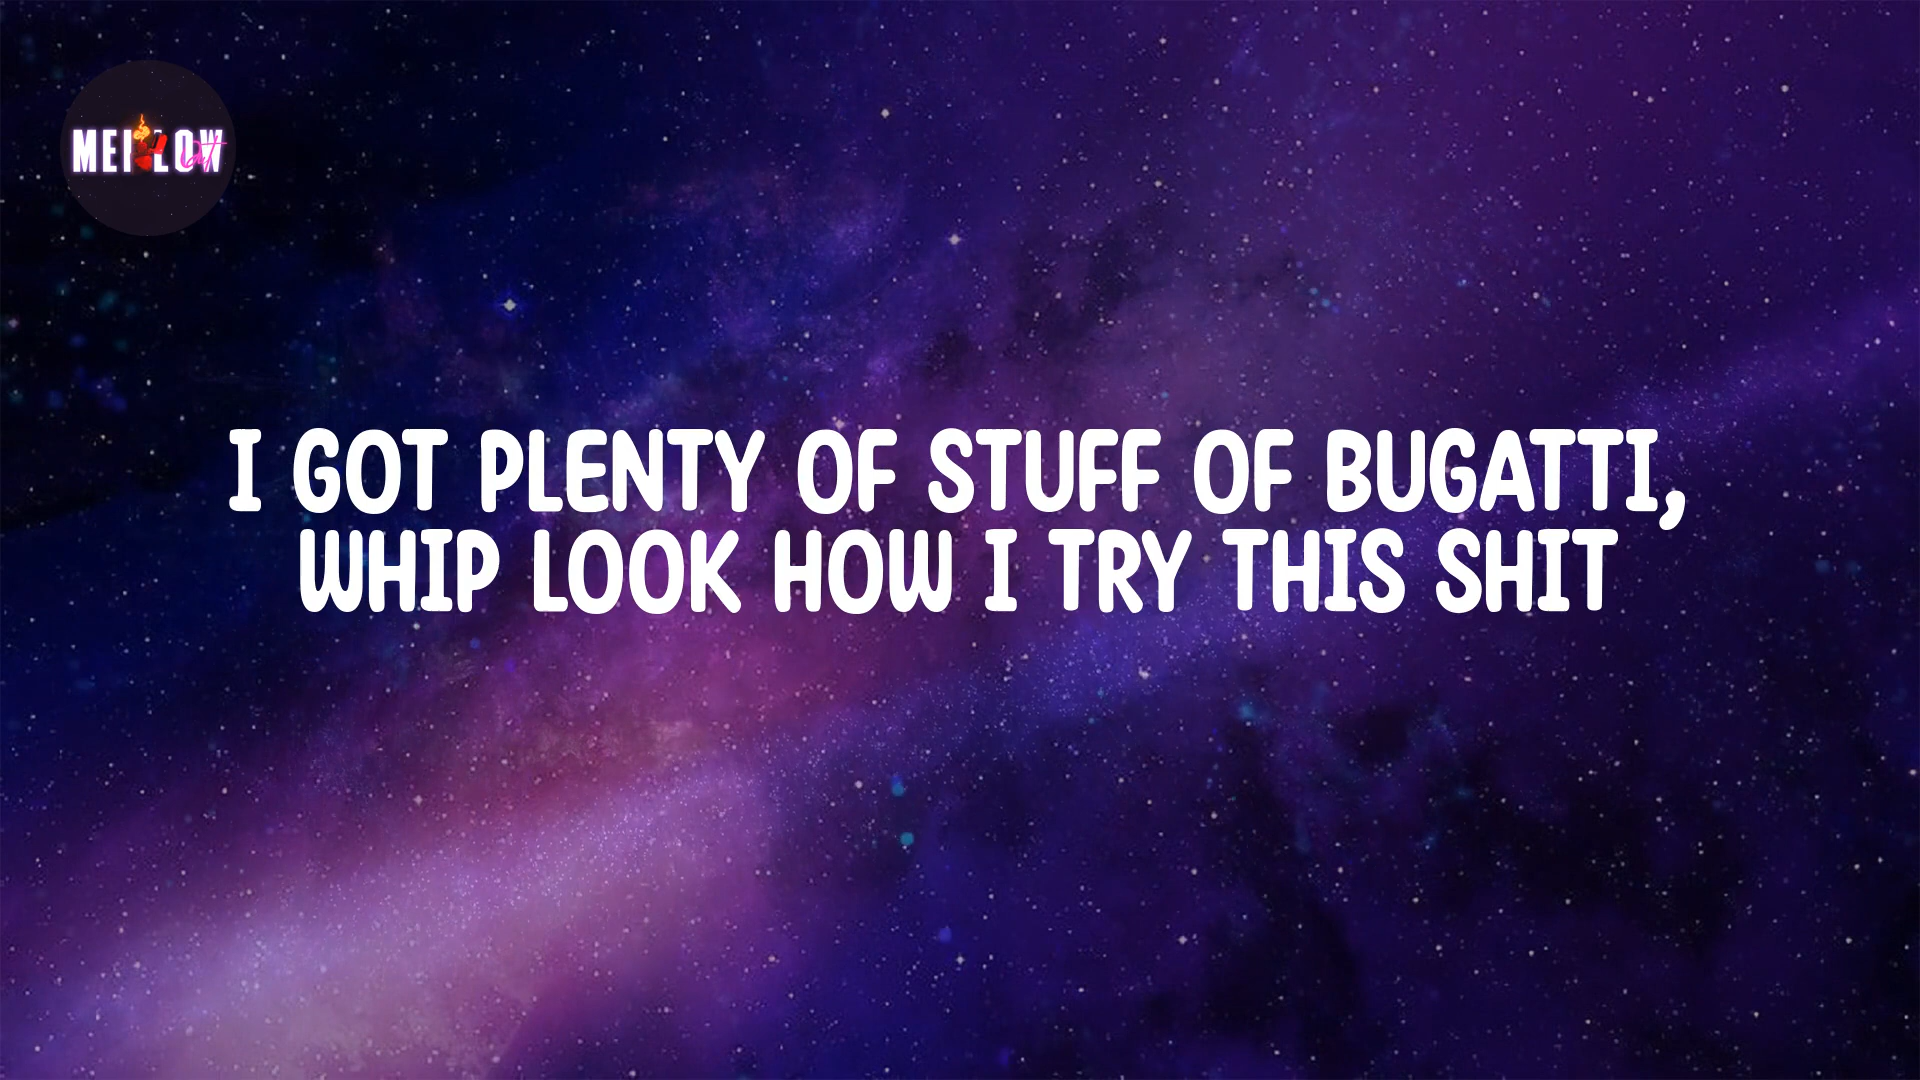 MELLOW
I GOT PLENTY OF STUFF OF BUGATTI,
WHIP LOOK HOW I TRY THIS SHIT